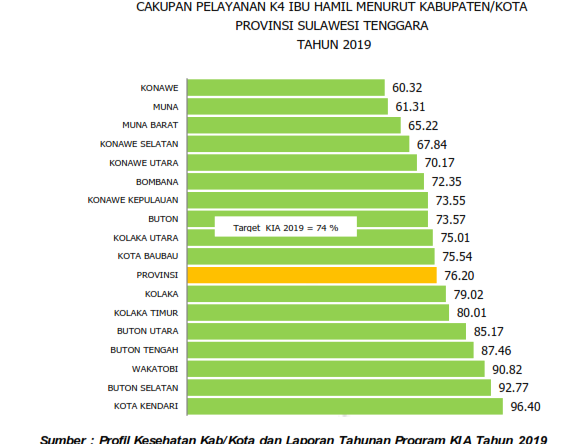 CAKUPAN PELAYANAN K4 IBU HAMIL MENURUT KABUPATEN/KOTA
PROVINSI SULAWESI TENGGARA
TAHUN 2019
KONAWE 60.32
MUNA 61.31
MUNA BARAT 65.22
KONAWE SELATAN 67.84
KONAWE UTARA 70.17
BOMBANA 72.35
KONAWE KEPULAUAN 73.55
BUTON 73.57
Target KIA 2019 = 74 %
KOLAKA UTARA 75.01
KOTA BAUBAU 75.54
PROVINSI 76.20
KOLAKA 79.02
KOLAKA TIMUR 80.01
BUTON UTARA 85.17
BUTON TENGAH 87.46
WAKATOBI 90.82
BUTON SELATAN 92.77
KOTA KENDARI 96.40
Sumber : Profil Kesehatan Kab/Kota dan Laporan Tahunan Program KIA Tahun 2019